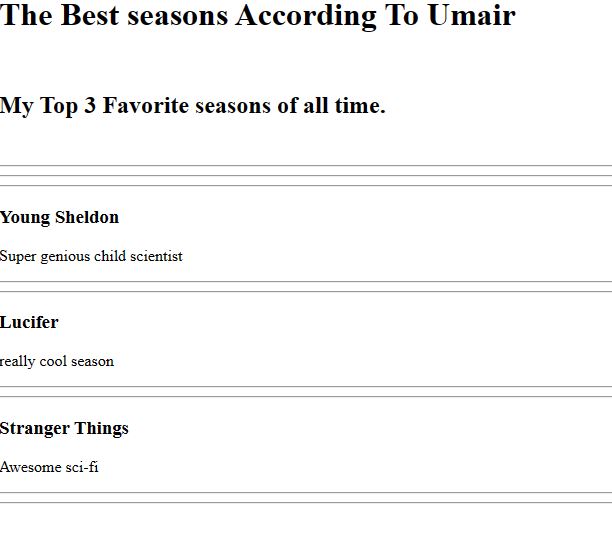 The Best seasons According To Umair
My Top 3 Favorite seasons of all time.
Young Sheldon
Super genious child scientist
Lucifer
really cool season
Stranger Things
Awesome sci-fi